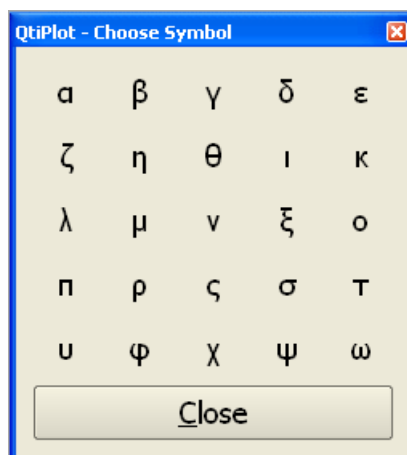 QtiPlot - Choose Symbol
α β γ δ ε
ζ η θ ι κ
λ μ ν ξ ο
π ρ ς σ τ
υ φ χ ψ ω
Close